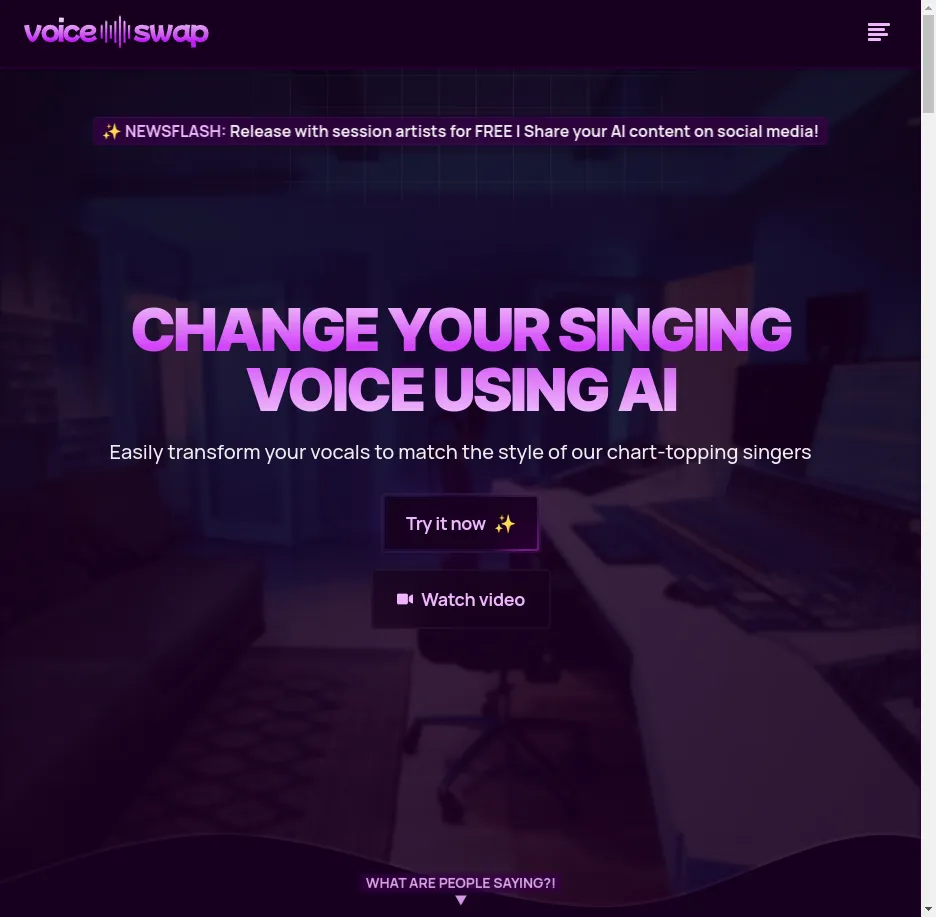 voice swap
✨ NEWSFLASH: Release with session artists for FREE | Share your AI content on social media!
CHANGE YOUR SINGING
VOICE USING AI
Easily transform your vocals to match the style of our chart-topping singers
Try it now ✨
Watch video
WHAT ARE PEOPLE SAYING?!